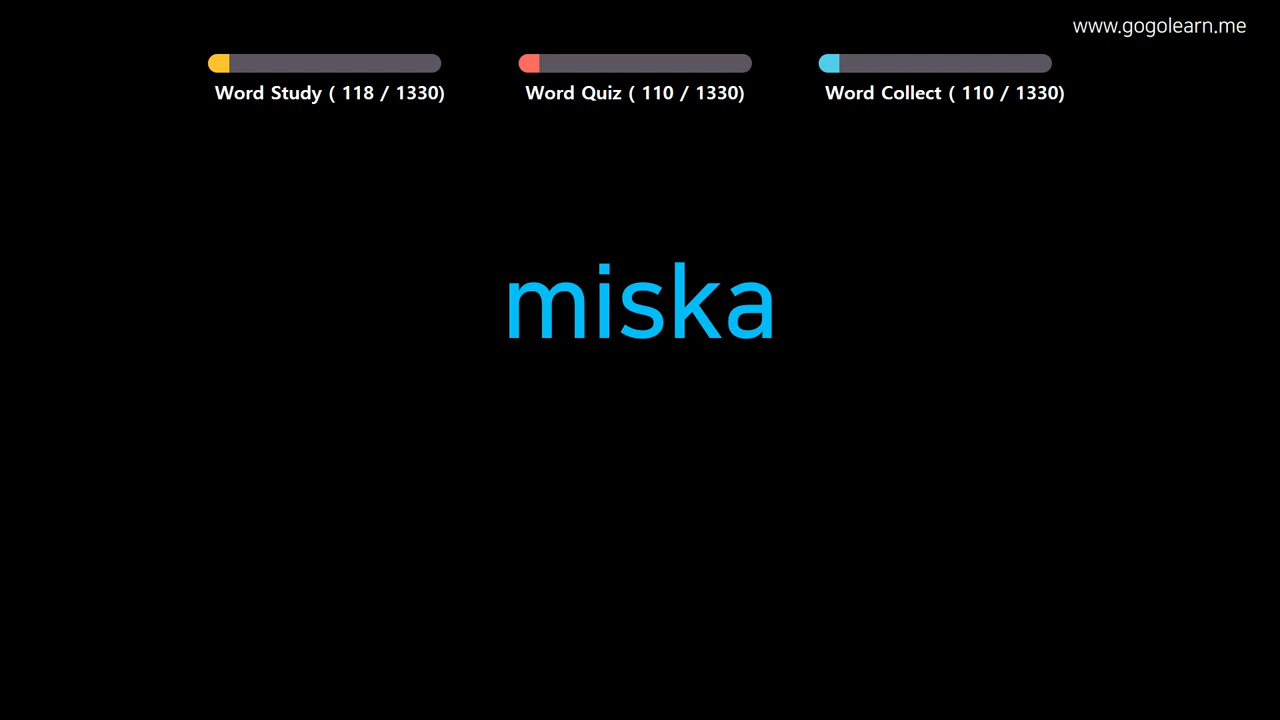 www.gogolearn.me
Word Study ( 118 / 1330)
Word Quiz ( 110 / 1330)
Word Collect ( 110 / 1330)
miska